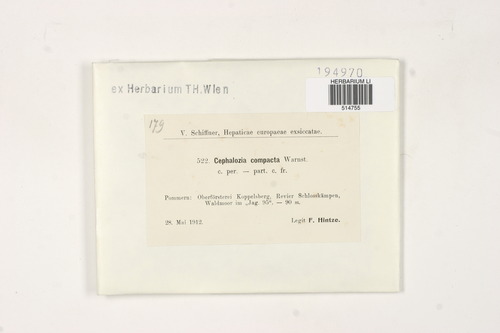 194970
HERBARIUM LI
514755
ex Herbarium TH.Wien
179
V. Schiffner, Hepaticae europaeae exsiccatae.
522. Cephalozia compacta Warnst.
c. per. — part. c. fr.
Pommern: Oberförsterei Koppelsberg, Revier Schlosskämpen,
Waldmoor im „Jag. 95". — 90 m.
28. Mai 1912. Legit F. Hintze.